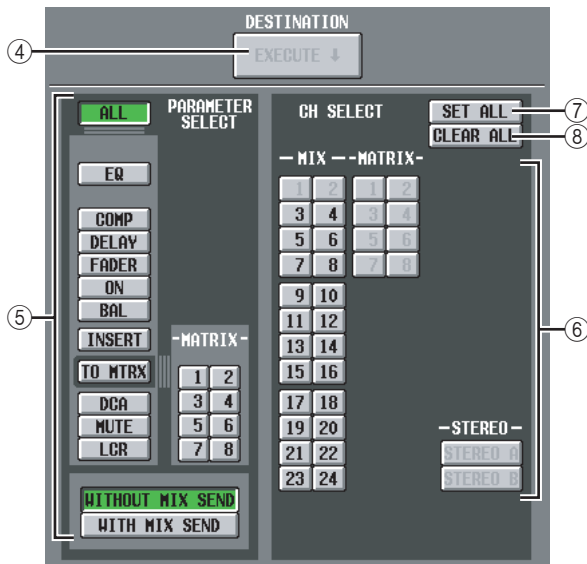 DESTINATION
④ EXECUTE ↓
ALL PARAMETER SELECT
CH SELECT
SET ALL ⑦
CLEAR ALL ⑧
EQ
COMP
DELAY
FADER
ON
BAL
INSERT
TO MTRX
DCA
MUTE
LCR
-MATRIX-
1 2
3 4
5 6
7 8
WITHOUT MIX SEND
WITH MIX SEND
⑤
— MIX — -MATRIX-
1 2 1 2
3 4 3 4
5 6 5 6
7 8 7 8
9 10
11 12
13 14
15 16
17 18
19 20
21 22
23 24
-STEREO-
STEREO A
STEREO B
⑥